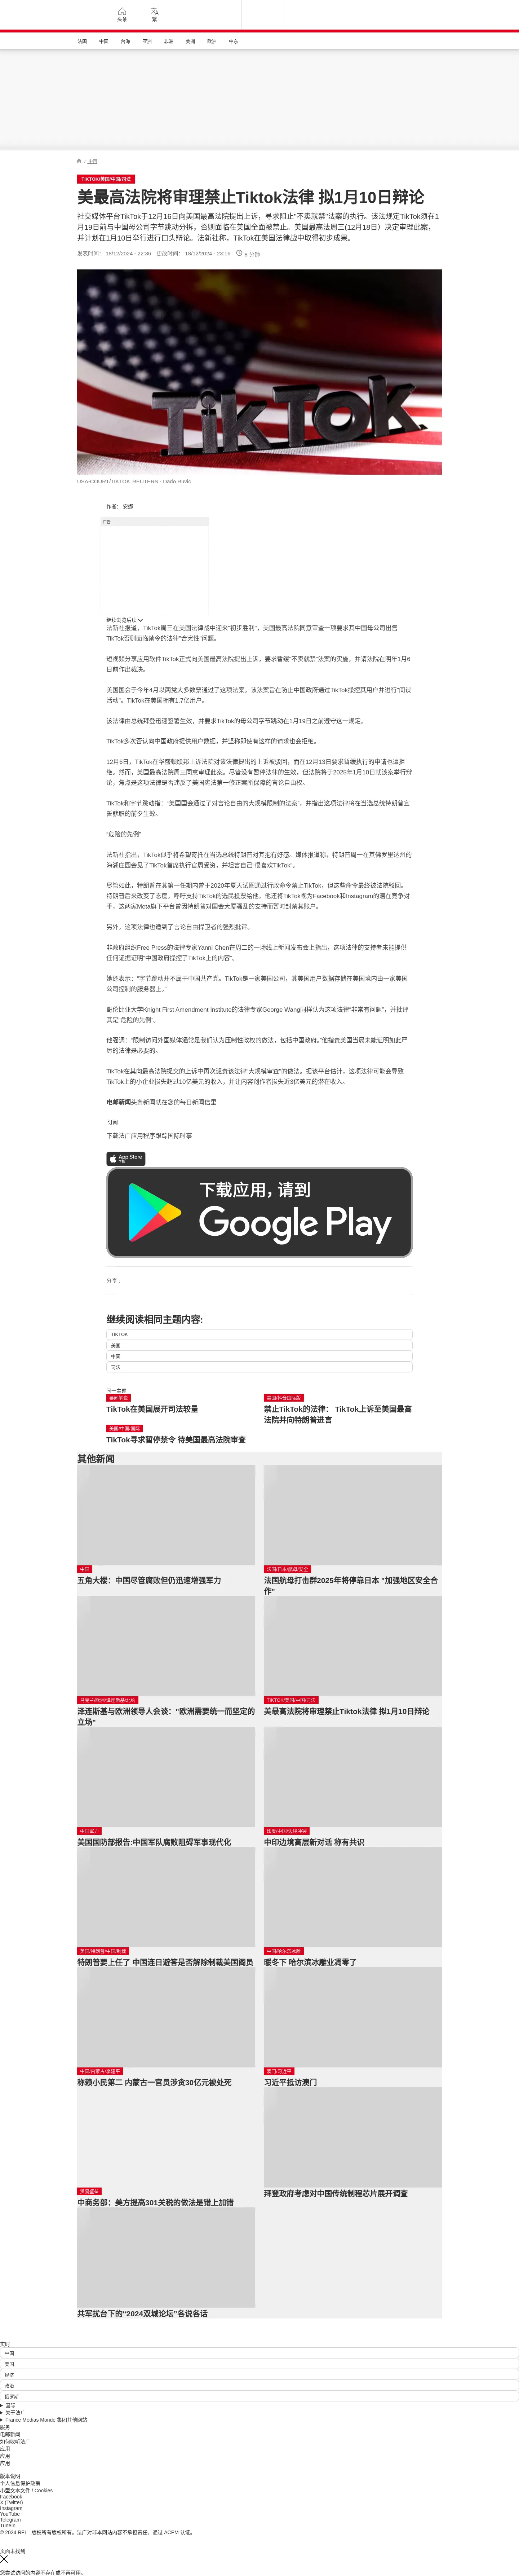 头条
繁
法国
中国
台海
亚洲
非洲
美洲
欧洲
中东
/ 中国
TIKTOK/美国/中国/司法
美最高法院将审理禁止Tiktok法律 拟1月10日辩论
社交媒体平台TikTok于12月16日向美国最高法院提出上诉，寻求阻止"不卖就禁"法案的执行。该法规定TikTok须在1
月19日前与中国母公司字节跳动分拆，否则面临在美国全面被禁止。美国最高法周三(12月18日）决定审理此案，
并计划在1月10日举行进行口头辩论。法新社称，TikTok在美国法律战中取得初步成果。
发表时间： 18/12/2024 - 22:36 更改时间： 18/12/2024 - 23:16 8 分钟
TIKTOK
USA-COURT/TIKTOK REUTERS - Dado Ruvic
作者： 安娜
广告
继续浏览后续
法新社报道，TikTok周三在美国法律战中迎来"初步胜利"，美国最高法院同意审查一项要求其中国母公司出售
TikTok否则面临禁令的法律"合宪性"问题。
短视频分享应用软件TikTok正式向美国最高法院提出上诉，要求暂缓"不卖就禁"法案的实施，并请法院在明年1月6
日前作出裁决。
美国国会于今年4月以两党大多数票通过了这项法案，该法案旨在防止中国政府通过TikTok操控其用户并进行"间谍
活动"。TikTok在美国拥有1.7亿用户。
该法律由总统拜登迅速签署生效，并要求TikTok的母公司字节跳动在1月19日之前遵守这一规定。
TikTok多次否认向中国政府提供用户数据，并坚称即使有这样的请求也会拒绝。
12月6日，TikTok在华盛顿联邦上诉法院对该法律提出的上诉被驳回，而在12月13日要求暂缓执行的申请也遭拒
绝。然而，美国最高法院周三同意审理此案。尽管没有暂停法律的生效，但法院将于2025年1月10日就该案举行辩
论，焦点是这项法律是否违反了美国宪法第一修正案所保障的言论自由权。
TikTok和字节跳动指："美国国会通过了对言论自由的大规模限制的法案"，并指出这项法律将在当选总统特朗普宣
誓就职的前夕生效。
"危险的先例"
法新社指出，TikTok似乎将希望寄托在当选总统特朗普对其抱有好感。媒体报道称，特朗普周一在其佛罗里达州的
海湖庄园会见了TikTok首席执行官周受资，并坦言自己"很喜欢TikTok"。
尽管如此，特朗普在其第一任期内曾于2020年夏天试图通过行政命令禁止TikTok，但这些命令最终被法院驳回。
特朗普后来改变了态度，呼吁支持TikTok的选民投票给他。他还将TikTok视为Facebook和Instagram的潜在竞争对
手，这两家Meta旗下平台曾因特朗普对国会大厦骚乱的支持而暂时封禁其账户。
另外，这项法律也遭到了言论自由捍卫者的强烈批评。
非政府组织Free Press的法律专家Yanni Chen在周二的一场线上新闻发布会上指出，这项法律的支持者未能提供
任何证据证明"中国政府操控了TikTok上的内容"。
她还表示："字节跳动并不属于中国共产党。TikTok是一家美国公司，其美国用户数据存储在美国境内由一家美国
公司控制的服务器上。"
哥伦比亚大学Knight First Amendment Institute的法律专家George Wang同样认为这项法律"非常有问题"，并批评
其是"危险的先例"。
他强调："限制访问外国媒体通常是我们认为压制性政权的做法，包括中国政府。"他指责美国当局未能证明如此严
厉的法律是必要的。
TikTok在其向最高法院提交的上诉中再次谴责该法律"大规模审查"的做法。据该平台估计，这项法律可能会导致
TikTok上的小企业损失超过10亿美元的收入，并让内容创作者损失近3亿美元的潜在收入。
电邮新闻头条新闻就在您的每日新闻信里
订阅
下载法广应用程序跟踪国际时事
App Store
下载
下载应用，请到
Google Play
分享
继续阅读相同主题内容:
TIKTOK
美国
中国
司法
同一主题
要闻解说
TikTok在美国展开司法较量
美国/抖音国际版
禁止TikTok的法律： TikTok上诉至美国最高
法院并向特朗普进言
美国/中国/国际
TikTok寻求暂停禁令 待美国最高法院审查
其他新闻
中国
五角大楼：中国尽管腐败但仍迅速增强军力
法国/日本/航母/安全
法国航母打击群2025年将停靠日本 "加强地区安全合
作"
乌克兰/欧洲/泽连斯基/北约
泽连斯基与欧洲领导人会谈："欧洲需要统一而坚定的
立场"
TIKTOK/美国/中国/司法
美最高法院将审理禁止Tiktok法律 拟1月10日辩论
中国军力
美国国防部报告:中国军队腐败阻碍军事现代化
印度/中国/边境冲突
中印边境高层新对话 称有共识
美国/特朗普/中国/制裁
特朗普要上任了 中国连日避答是否解除制裁美国阁员
中国/哈尔滨冰雕
暖冬下 哈尔滨冰雕业凋零了
中国/内蒙古/李建平
称赖小民第二 内蒙古一官员涉贪30亿元被处死
澳门/习近平
习近平抵访澳门
贸易壁垒
中商务部：美方提高301关税的做法是错上加错
拜登政府考虑对中国传统制程芯片展开调查
共军扰台下的"2024双城论坛"各说各话
实时
中国
美国
经济
政治
俄罗斯
国际
关于法广
France Médias Monde 集团其他网站
服务
电邮新闻
如何收听法广
应用
应用
应用
版本说明
个人信息保护政策
小型文本文件 / Cookies
Facebook
X (Twitter)
Instagram
YouTube
Telegram
TuneIn
© 2024 RFI – 版权所有版权所有。法广对非本网站内容不承担责任。通过 ACPM 认证。
页面未找到
您尝试访问的内容不存在或不再可用。